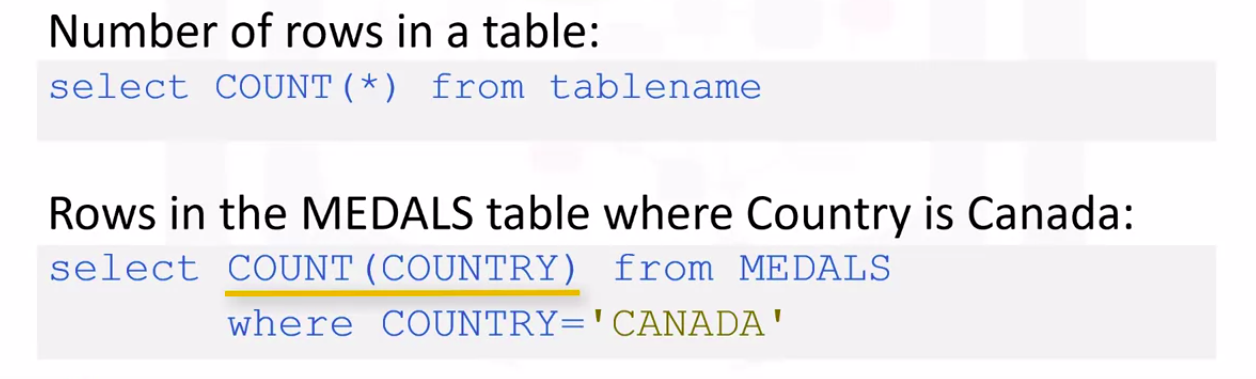 Number of rows in a table:
select COUNT(*) from tablename
Rows in the MEDALS table where Country is Canada:
select COUNT(COUNTRY) from MEDALS
where COUNTRY='CANADA'